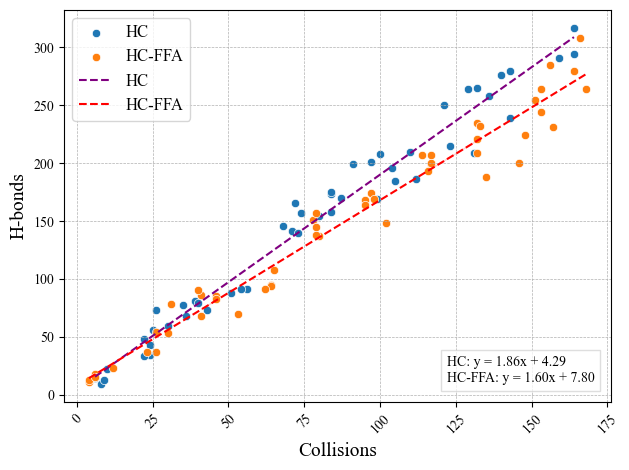 HC
HC-FFA
HC
HC-FFA
300
250
200
150
100
50
0
H-bonds
HC: y = 1.86x + 4.29
HC-FFA: y = 1.60x + 7.80
0 25 50 75 100 125 150 175
Collisions